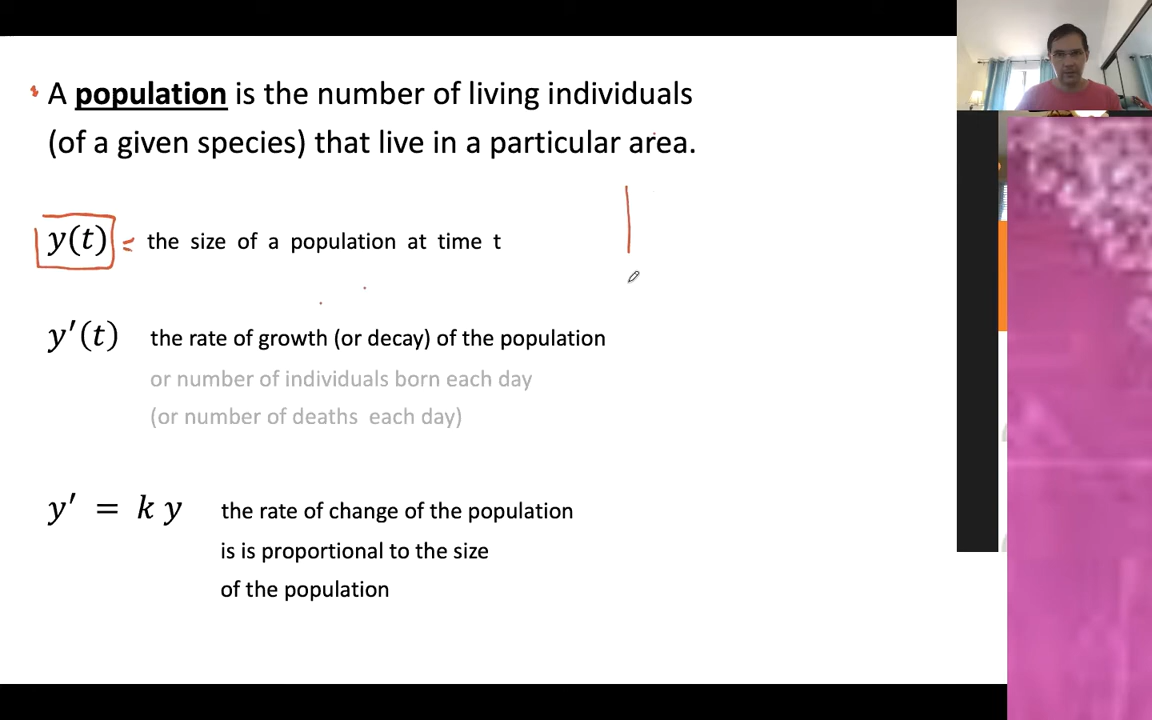 A population is the number of living individuals
(of a given species) that live in a particular area.
y(t) = the size of a population at time t
y′(t) the rate of growth (or decay) of the population
or number of individuals born each day
(or number of deaths each day)
y′ = k y the rate of change of the population
is is proportional to the size
of the population